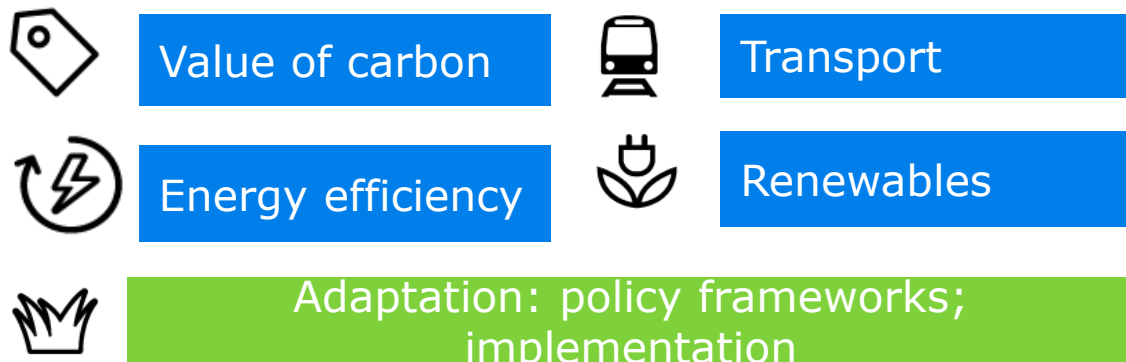 Value of carbon
Transport
Energy efficiency
Renewables
Adaptation: policy frameworks;
implementation